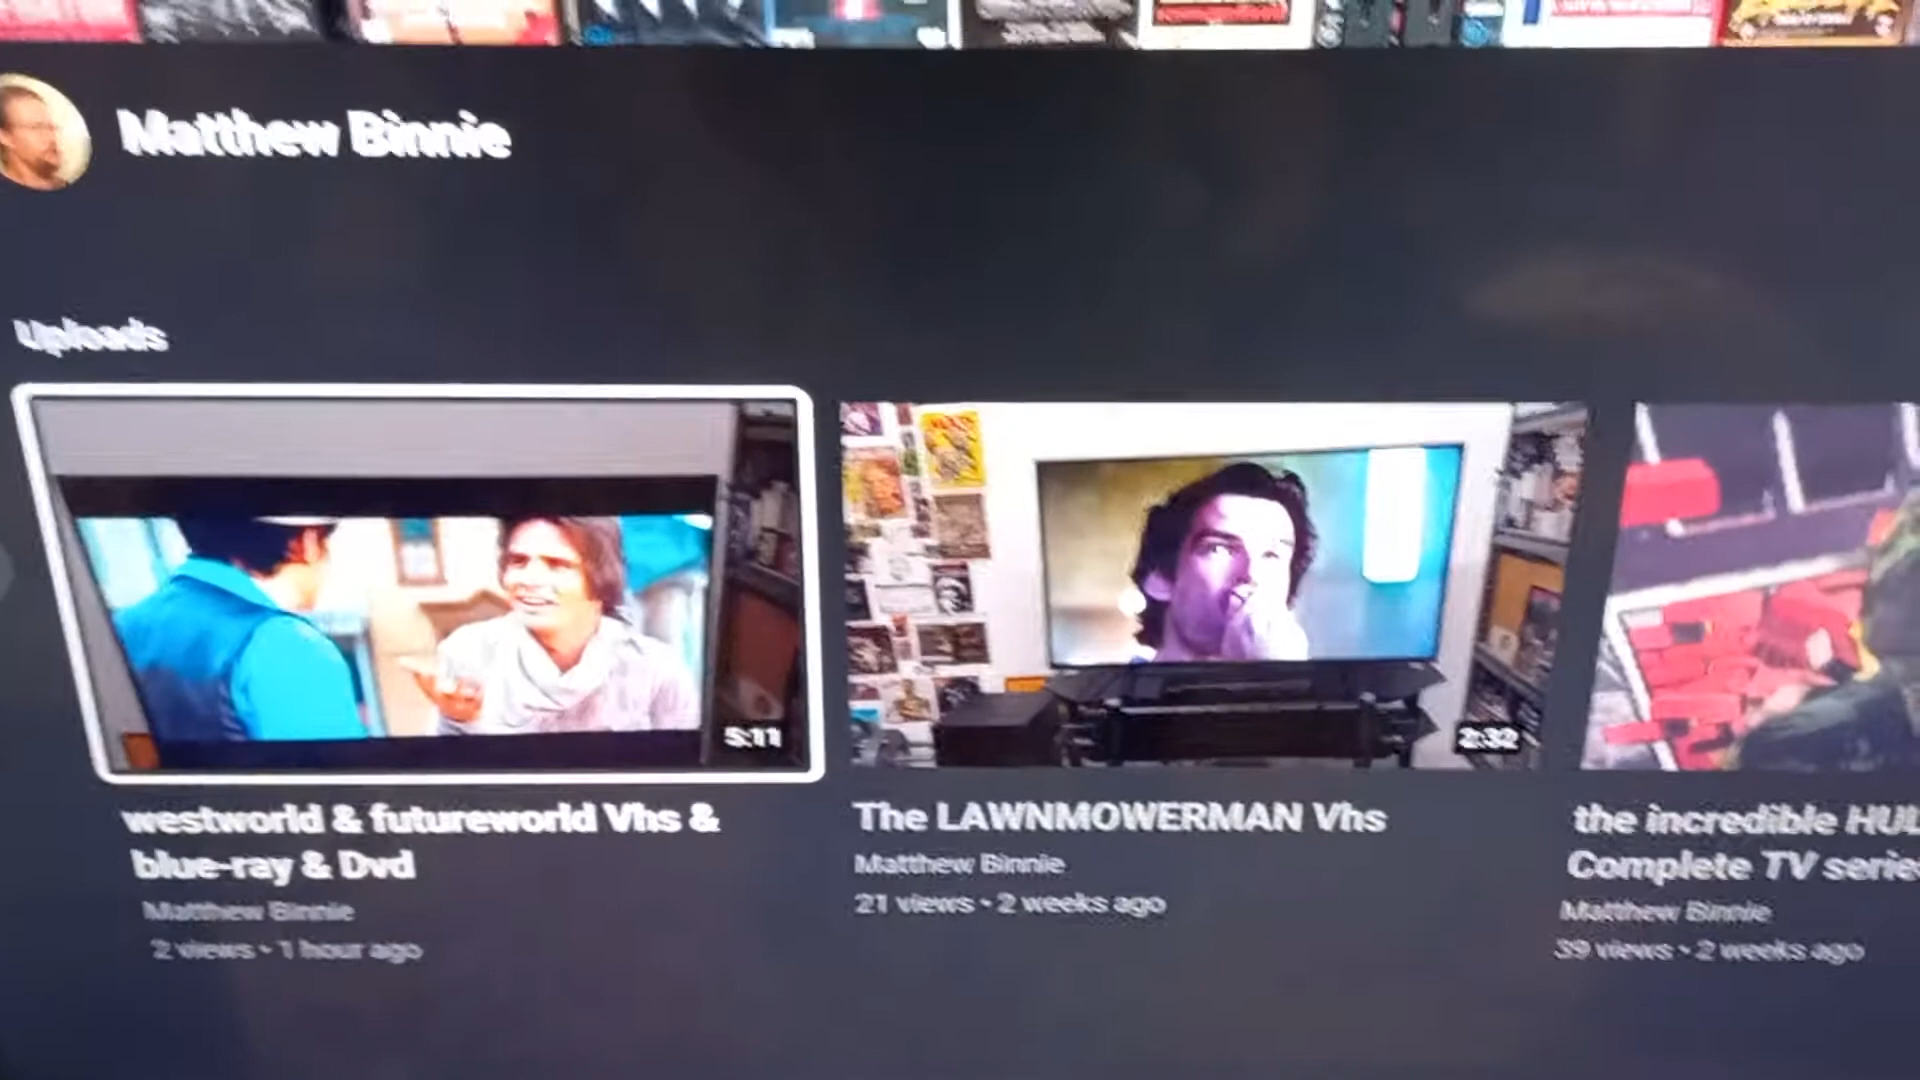 Matthew Binnie
Uploads
5:11
2:32
westworld & futureworld Vhs &
blue-ray & Dvd
Matthew Binnie
2 views • 1 hour ago
The LAWNMOWERMAN Vhs
Matthew Binnie
21 views • 2 weeks ago
the incredible HUL
Complete TV serie
Matthew Binnie
39 views • 2 weeks ago